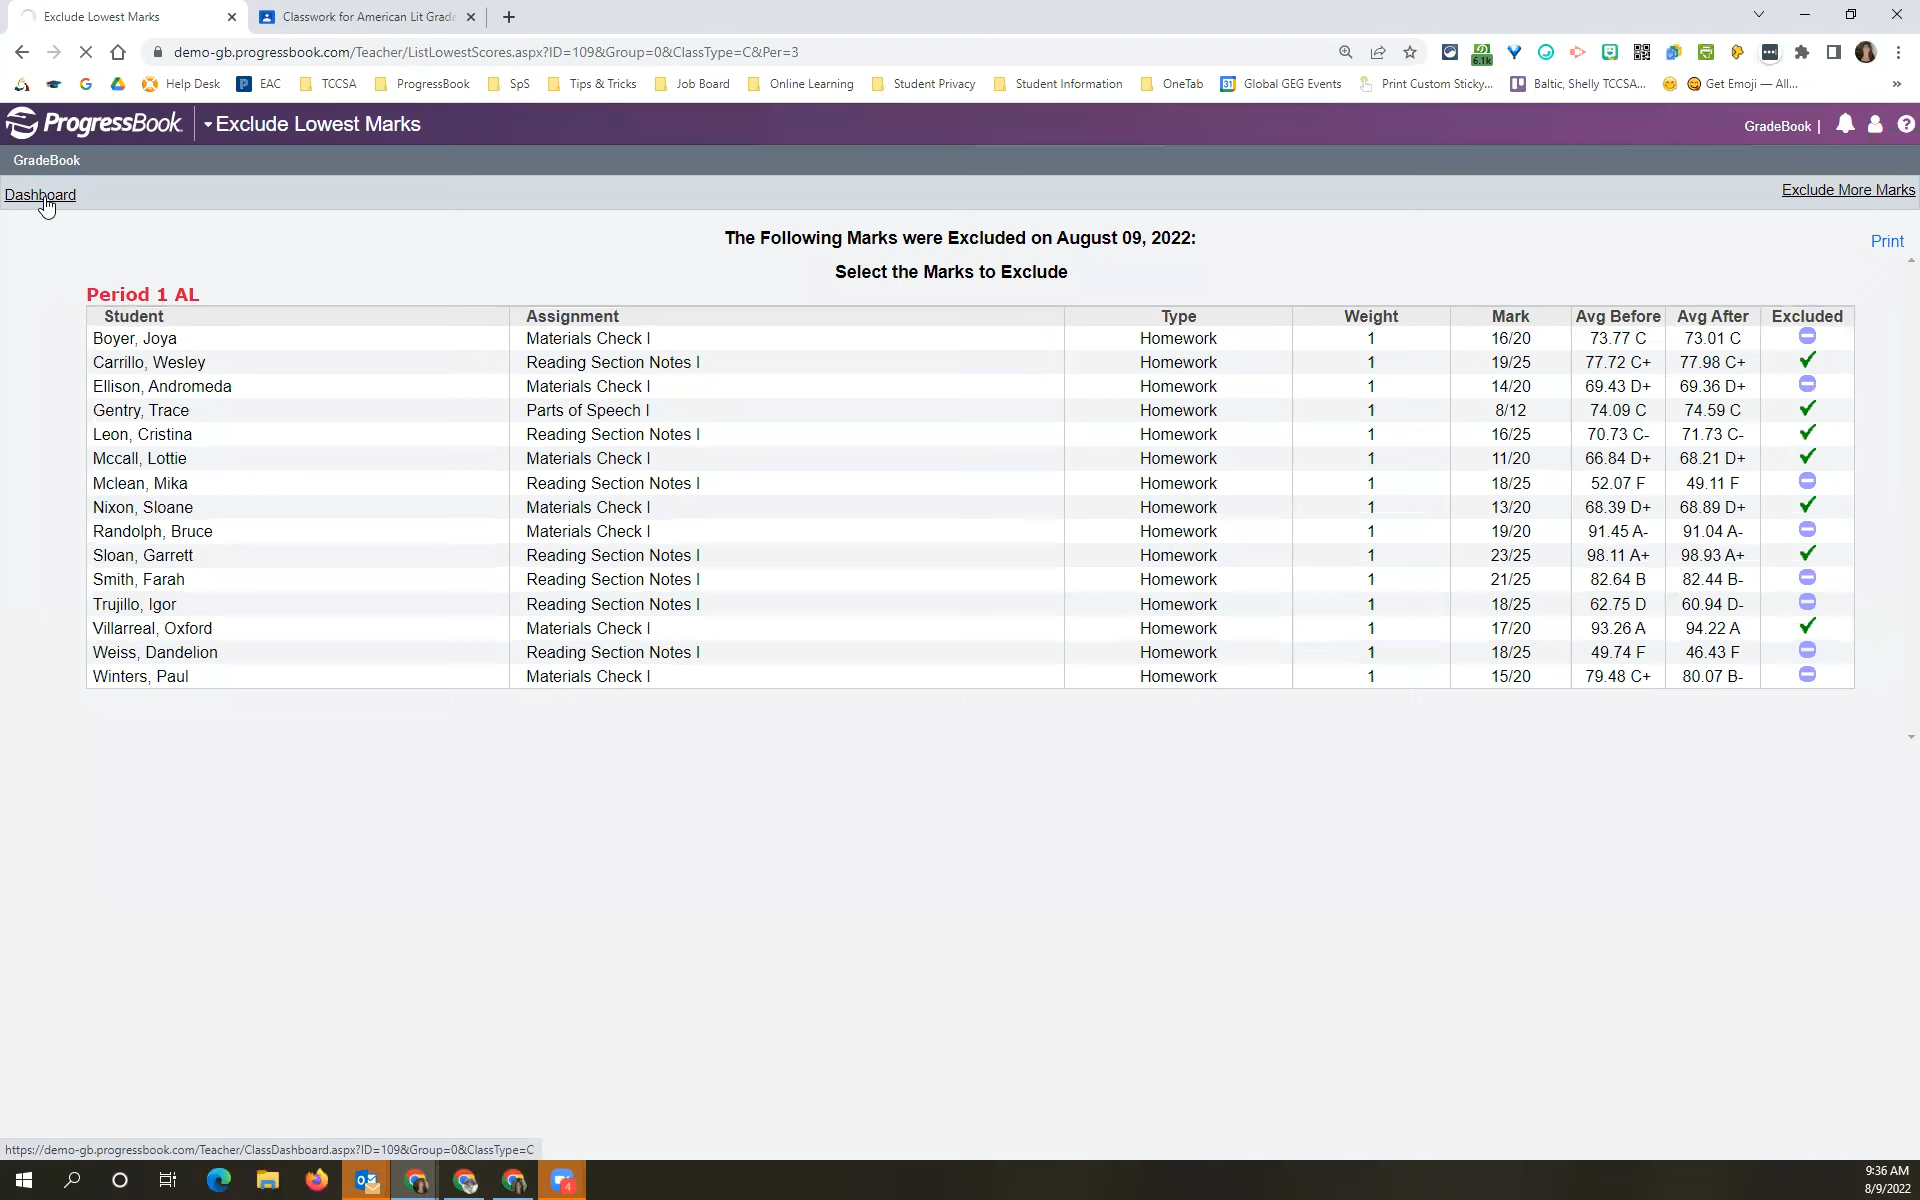 Exclude Lowest Marks
Classwork for American Lit Grade
demo-gb.progressbook.com/Teacher/ListLowestScores.aspx?ID=109&Group=0&ClassType=C&Per=3
6.1k
Help Desk EAC TCCSA ProgressBook SpS Tips & Tricks Job Board Online Learning Student Privacy Student Information OneTab Global GEG Events Print Custom Sticky... Baltic, Shelly TCCSA... Get Emoji — All... »
ProgressBook Exclude Lowest Marks GradeBook | ?
GradeBook
Dashboard Exclude More Marks
The Following Marks were Excluded on August 09, 2022:
Print
Select the Marks to Exclude
Period 1 AL
Student Assignment Type Weight Mark Avg Before Avg After Excluded
Boyer, Joya Materials Check I Homework 1 16/20 73.77 C 73.01 C
Carrillo, Wesley Reading Section Notes I Homework 1 19/25 77.72 C+ 77.98 C+
Ellison, Andromeda Materials Check I Homework 1 14/20 69.43 D+ 69.36 D+
Gentry, Trace Parts of Speech I Homework 1 8/12 74.09 C 74.59 C
Leon, Cristina Reading Section Notes I Homework 1 16/25 70.73 C- 71.73 C-
Mccall, Lottie Materials Check I Homework 1 11/20 66.84 D+ 68.21 D+
Mclean, Mika Reading Section Notes I Homework 1 18/25 52.07 F 49.11 F
Nixon, Sloane Materials Check I Homework 1 13/20 68.39 D+ 68.89 D+
Randolph, Bruce Materials Check I Homework 1 19/20 91.45 A- 91.04 A-
Sloan, Garrett Reading Section Notes I Homework 1 23/25 98.11 A+ 98.93 A+
Smith, Farah Reading Section Notes I Homework 1 21/25 82.64 B 82.44 B-
Trujillo, Igor Reading Section Notes I Homework 1 18/25 62.75 D 60.94 D-
Villarreal, Oxford Materials Check I Homework 1 17/20 93.26 A 94.22 A
Weiss, Dandelion Reading Section Notes I Homework 1 18/25 49.74 F 46.43 F
Winters, Paul Materials Check I Homework 1 15/20 79.48 C+ 80.07 B-
https://demo-gb.progressbook.com/Teacher/ClassDashboard.aspx?ID=109&Group=0&ClassType=C
9:36 AM
8/9/2022